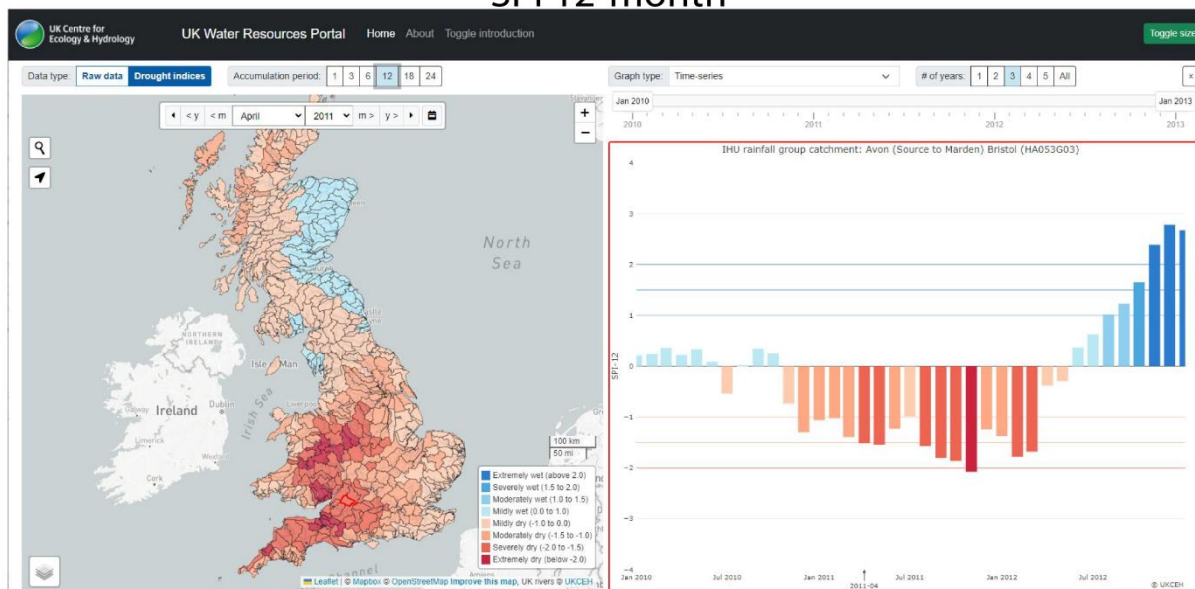 SPI 12-month
UK Centre for
Ecology & Hydrology
UK Water Resources Portal Home About Toggle introduction
Toggle size
Data type: Raw data Drought indices Accumulation period: 1 3 6 12 18 24
Graph type: Time-series # of years: 1 2 3 4 5 All x
< y < m April 2011 m > y >
+
−
North
Sea
NORTHERN
IRELAND
Isle of Man
Irish Sea
Ireland
Dublin
Galway
Limerick
Wexford
Cork
Liverpool
100 km
50 mi
Extremely wet (above 2.0)
Severely wet (1.5 to 2.0)
Moderately wet (1.0 to 1.5)
Mildly wet (0.0 to 1.0)
Mildly dry (-1.0 to 0.0)
Moderately dry (-1.5 to -1.0)
Severely dry (-2.0 to -1.5)
Extremely dry (below -2.0)
Channel
Amiens
Leaflet | © Mapbox © OpenStreetMap Improve this map, UK rivers © UKCEH
Jan 2010 Jan 2013
2010 2011 2012 2013
IHU rainfall group catchment: Avon (Source to Marden) Bristol (HA053G03)
4
3
2
1
0
−1
−2
−3
−4
SPI-12
Jan 2010 Jul 2010 Jan 2011 Jul 2011 Jan 2012 Jul 2012
2011-04
© UKCEH